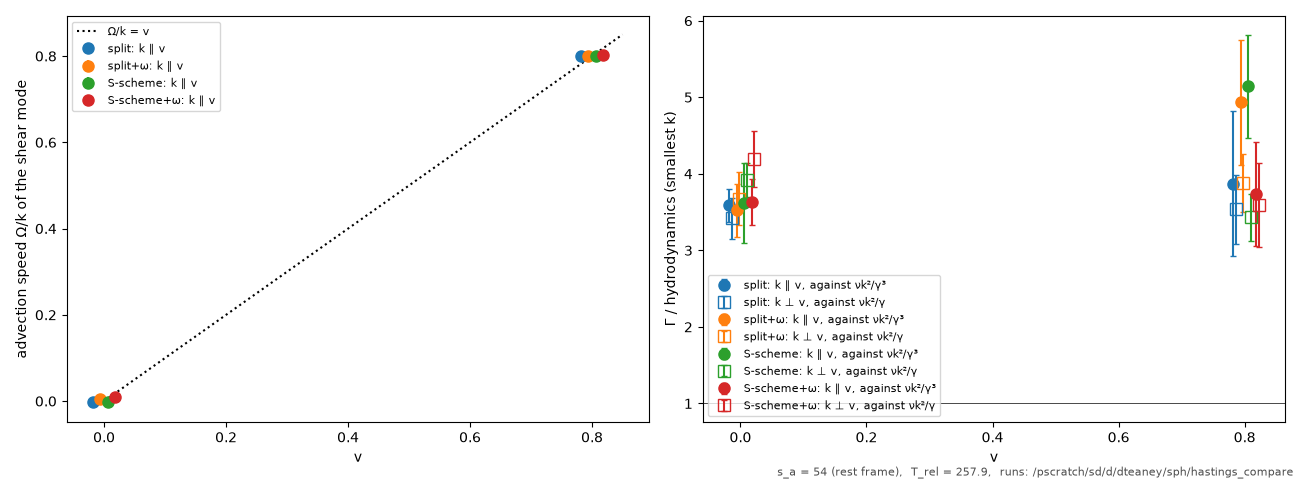 advection speed Ω/k of the shear mode
0.8
0.6
0.4
0.2
0.0
0.0
0.2
0.4
0.6
0.8
v
Ω/k = v
split: k ∥ v
split+ω: k ∥ v
S-scheme: k ∥ v
S-scheme+ω: k ∥ v
Γ / hydrodynamics (smallest k)
6
5
4
3
2
1
0.0
0.2
0.4
0.6
0.8
v
split: k ∥ v, against νk²/γ³
split: k ⊥ v, against νk²/γ
split+ω: k ∥ v, against νk²/γ³
split+ω: k ⊥ v, against νk²/γ
S-scheme: k ∥ v, against νk²/γ³
S-scheme: k ⊥ v, against νk²/γ
S-scheme+ω: k ∥ v, against νk²/γ³
S-scheme+ω: k ⊥ v, against νk²/γ
s_a = 54 (rest frame), T_rel = 257.9, runs: /pscratch/sd/d/dteaney/sph/hastings_compare